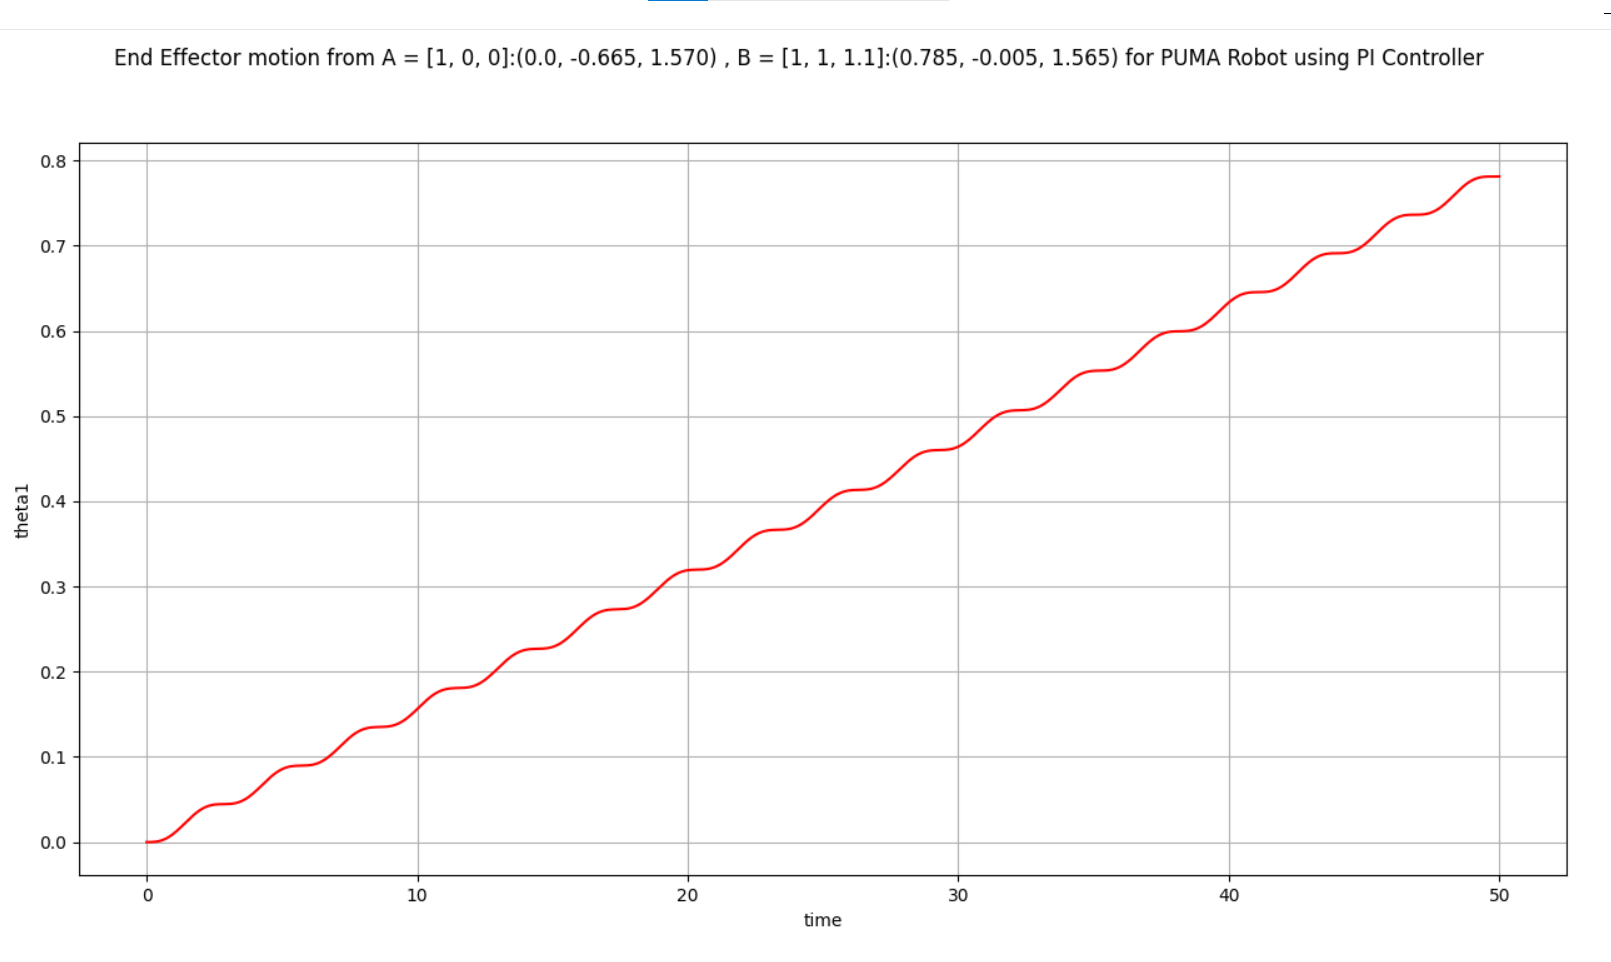 End Effector motion from A = [1, 0, 0]:(0.0, -0.665, 1.570) , B = [1, 1, 1.1]:(0.785, -0.005, 1.565) for PUMA Robot using PI Controller
0.8
0.7
0.6
0.5
0.4
0.3
0.2
0.1
0.0
theta1
0 10 20 30 40 50
time